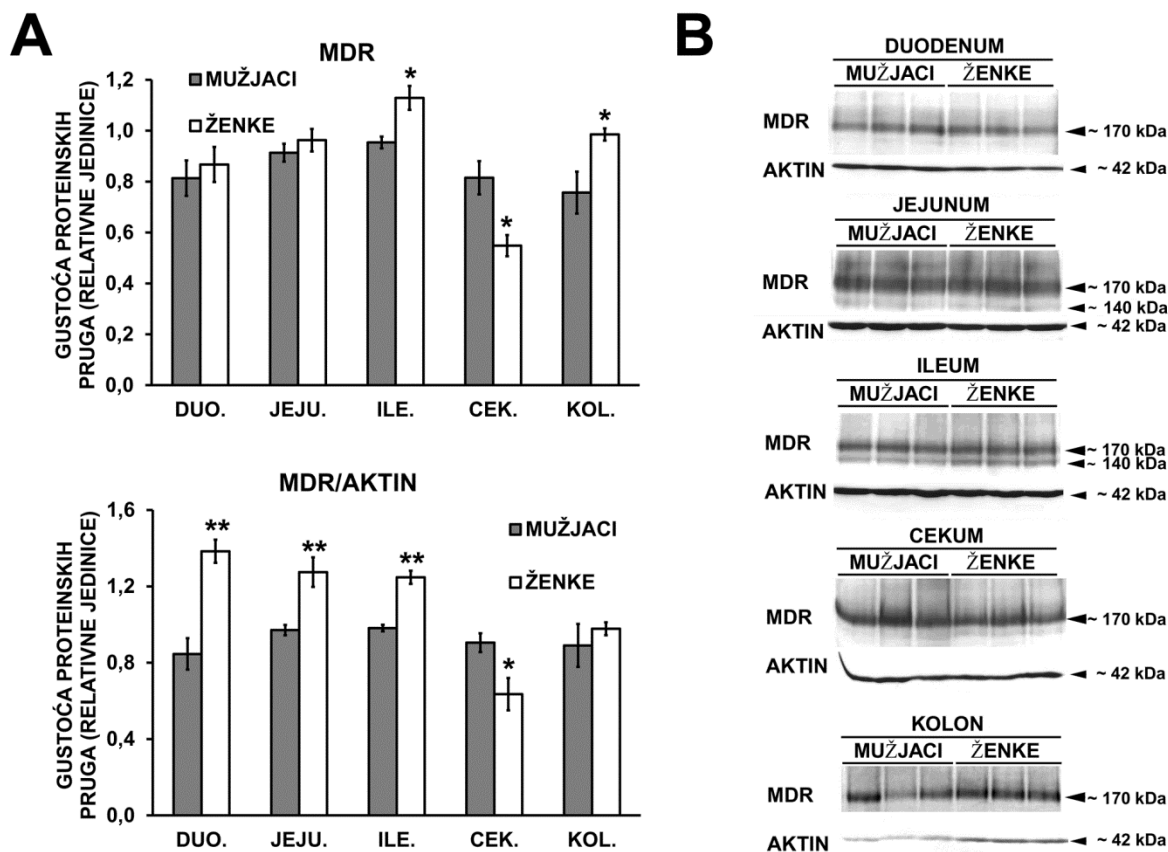 A
MDR
GUSTOĆA PROTEINSKIH
PRUGA (RELATIVNE JEDINICE)
1,2
1,0
0,8
0,6
0,4
0,2
0,0
MUŽJACI
ŽENKE
*
*
*
DUO. JEJU. ILE. CEK. KOL.
MDR/AKTIN
GUSTOĆA PROTEINSKIH
PRUGA (RELATIVNE JEDINICE)
1,6
1,2
0,8
0,4
0,0
MUŽJACI
ŽENKE
**
**
**
*
DUO. JEJU. ILE. CEK. KOL.
B
DUODENUM
MUŽJACI ŽENKE
MDR ~ 170 kDa
AKTIN ~ 42 kDa
JEJUNUM
MUŽJACI ŽENKE
MDR ~ 170 kDa
~ 140 kDa
AKTIN ~ 42 kDa
ILEUM
MUŽJACI ŽENKE
MDR ~ 170 kDa
~ 140 kDa
AKTIN ~ 42 kDa
CEKUM
MUŽJACI ŽENKE
MDR ~ 170 kDa
AKTIN ~ 42 kDa
KOLON
MUŽJACI ŽENKE
MDR ~ 170 kDa
AKTIN ~ 42 kDa